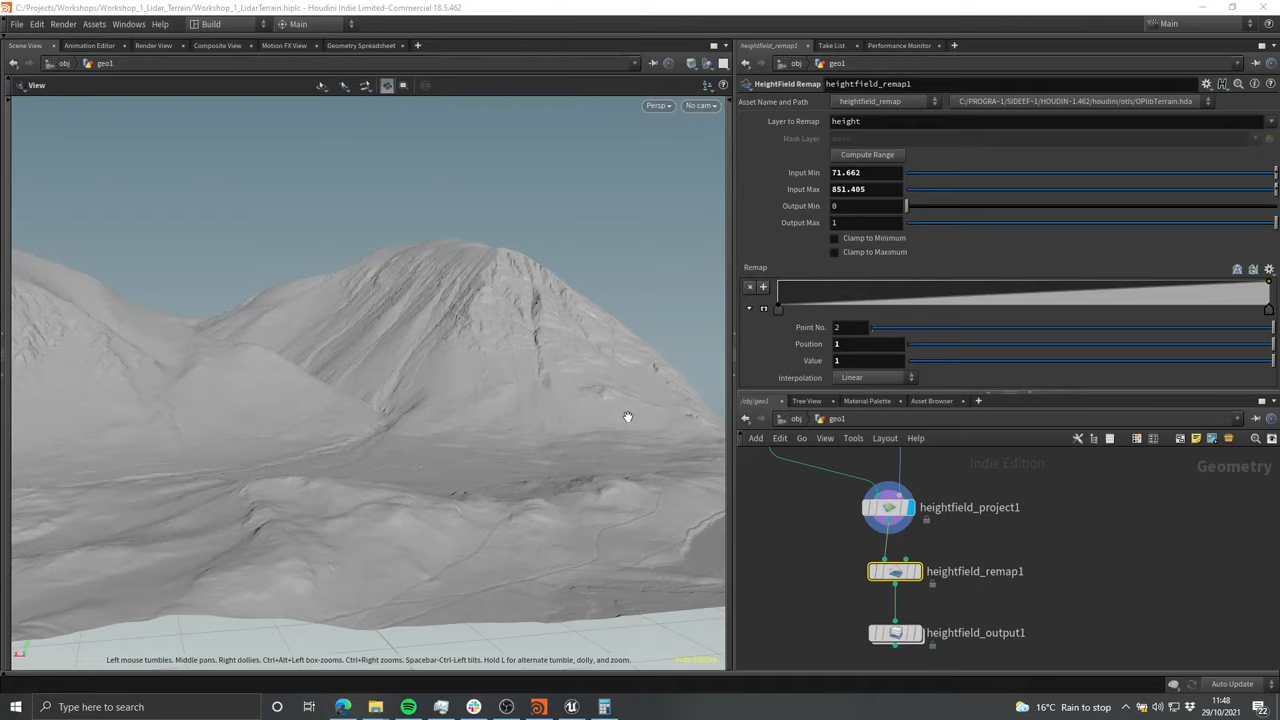 C:/Projects/Workshops/Workshop_1_Lidar_Terrain/Workshop_1_LidarTerrain.hiplc - Houdini Indie Limited-Commercial 18.5.462
File Edit Render Assets Windows Help Build Main Main
Scene View Animation Editor Render View Composite View Motion FX View Geometry Spreadsheet
obj geo1
View
Persp No cam
Left mouse tumbles. Middle pans. Right dollies. Ctrl+Alt+Left box-zooms. Ctrl+Right zooms. Spacebar-Ctrl-Left tilts. Hold L for alternate tumble, dolly, and zoom.
Indie Edition
heightfield_remap1 Take List Performance Monitor
obj geo1
HeightField Remap heightfield_remap1
Asset Name and Path heightfield_remap C:/PROGRA~1/SIDEEF~1/HOUDIN~1.462/houdini/otls/OPlibTerrain.hda
Layer to Remap height
Mask Layer mask
Compute Range
Input Min 71.662
Input Max 851.405
Output Min 0
Output Max 1
Clamp to Minimum
Clamp to Maximum
Remap
Point No. 2
Position 1
Value 1
Interpolation Linear
/obj/geo1 Tree View Material Palette Asset Browser
obj geo1
Add Edit Go View Tools Layout Help
Indie Edition Geometry
heightfield_project1
heightfield_remap1
heightfield_output1
Auto Update
Type here to search
16°C Rain to stop
11:48
29/10/2021
22